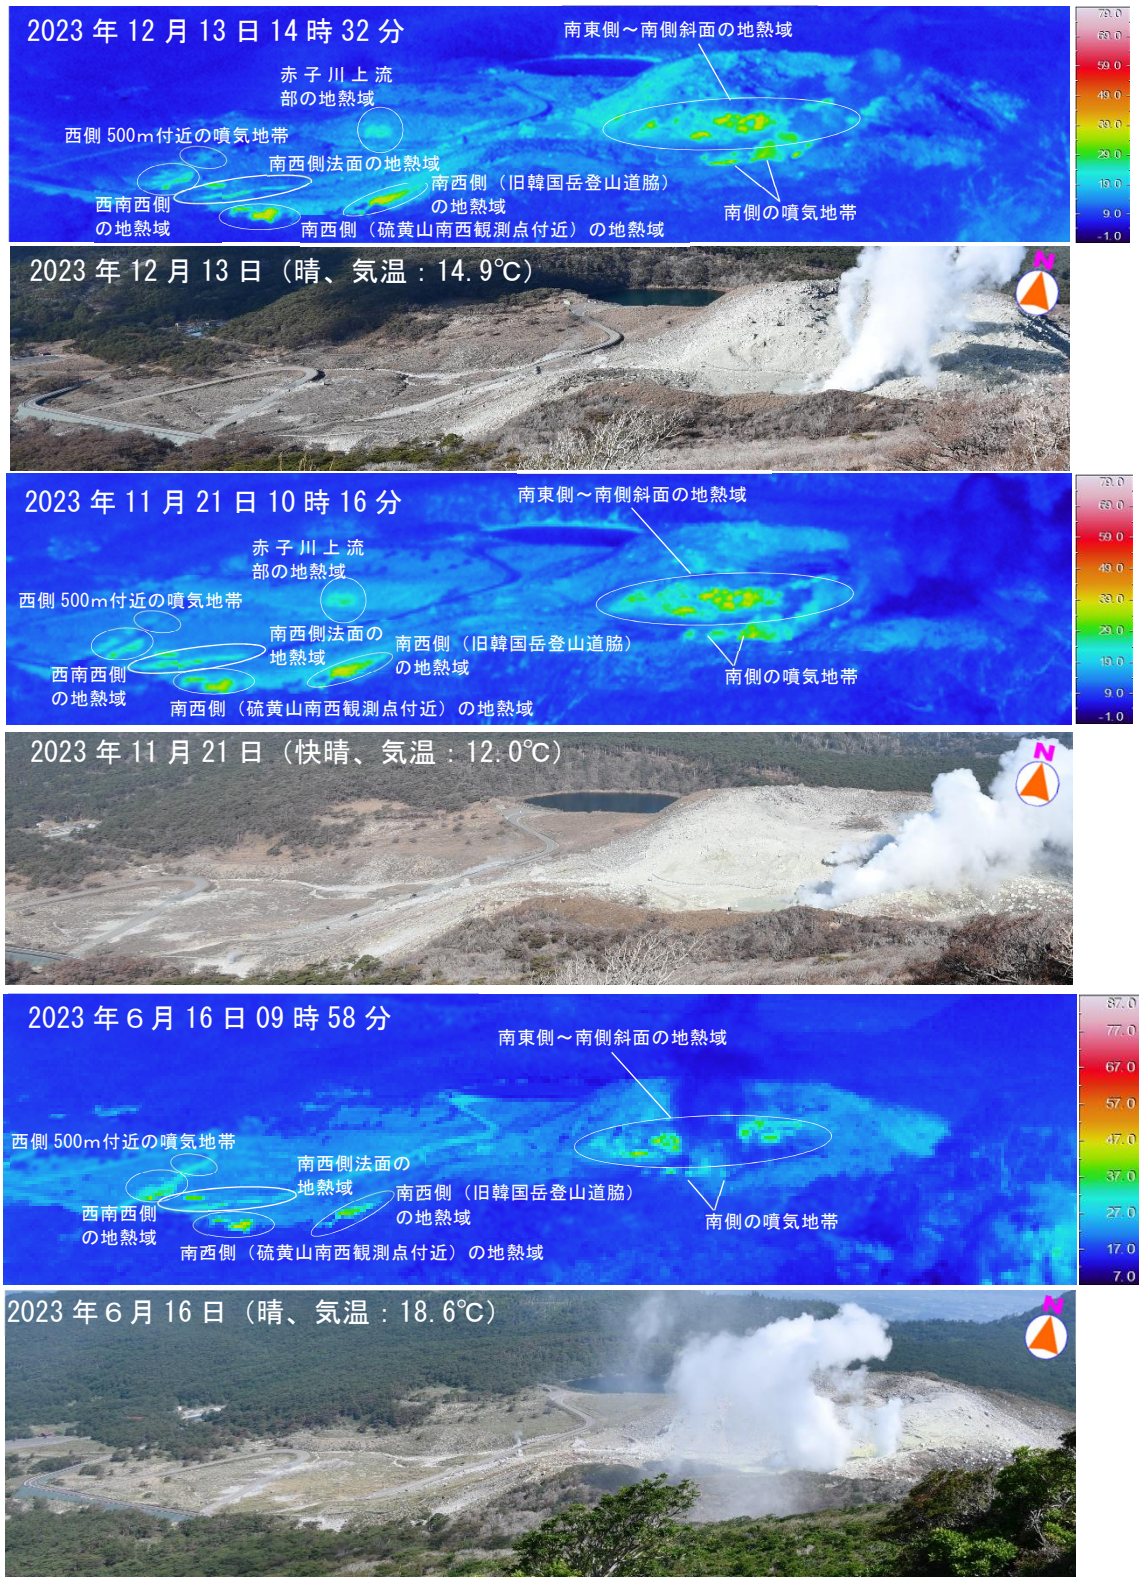 2023年12月13日14時32分
南東側～南側斜面の地熱域
赤子川上流
部の地熱域
西側500m付近の噴気地帯
南西側法面の地熱域
南西側（旧韓国岳登山道脇）
の地熱域
西南西側
の地熱域
南側の噴気地帯
南西側（硫黄山南西観測点付近）の地熱域
79.0
69.0
59.0
49.0
39.0
29.0
19.0
9.0
-1.0
2023年12月13日（晴、気温：14.9℃）
N
2023年11月21日10時16分
南東側～南側斜面の地熱域
赤子川上流
部の地熱域
西側500m付近の噴気地帯
南西側法面の
地熱域
南西側（旧韓国岳登山道脇）
の地熱域
西南西側
の地熱域
南側の噴気地帯
南西側（硫黄山南西観測点付近）の地熱域
79.0
69.0
59.0
49.0
39.0
29.0
19.0
9.0
-1.0
2023年11月21日（快晴、気温：12.0℃）
N
2023年６月16日09時58分
南東側～南側斜面の地熱域
西側500m付近の噴気地帯
南西側法面の
地熱域
南西側（旧韓国岳登山道脇）
の地熱域
西南西側
の地熱域
南側の噴気地帯
南西側（硫黄山南西観測点付近）の地熱域
87.0
77.0
67.0
57.0
47.0
37.0
27.0
17.0
7.0
2023年６月16日（晴、気温：18.6℃）
N